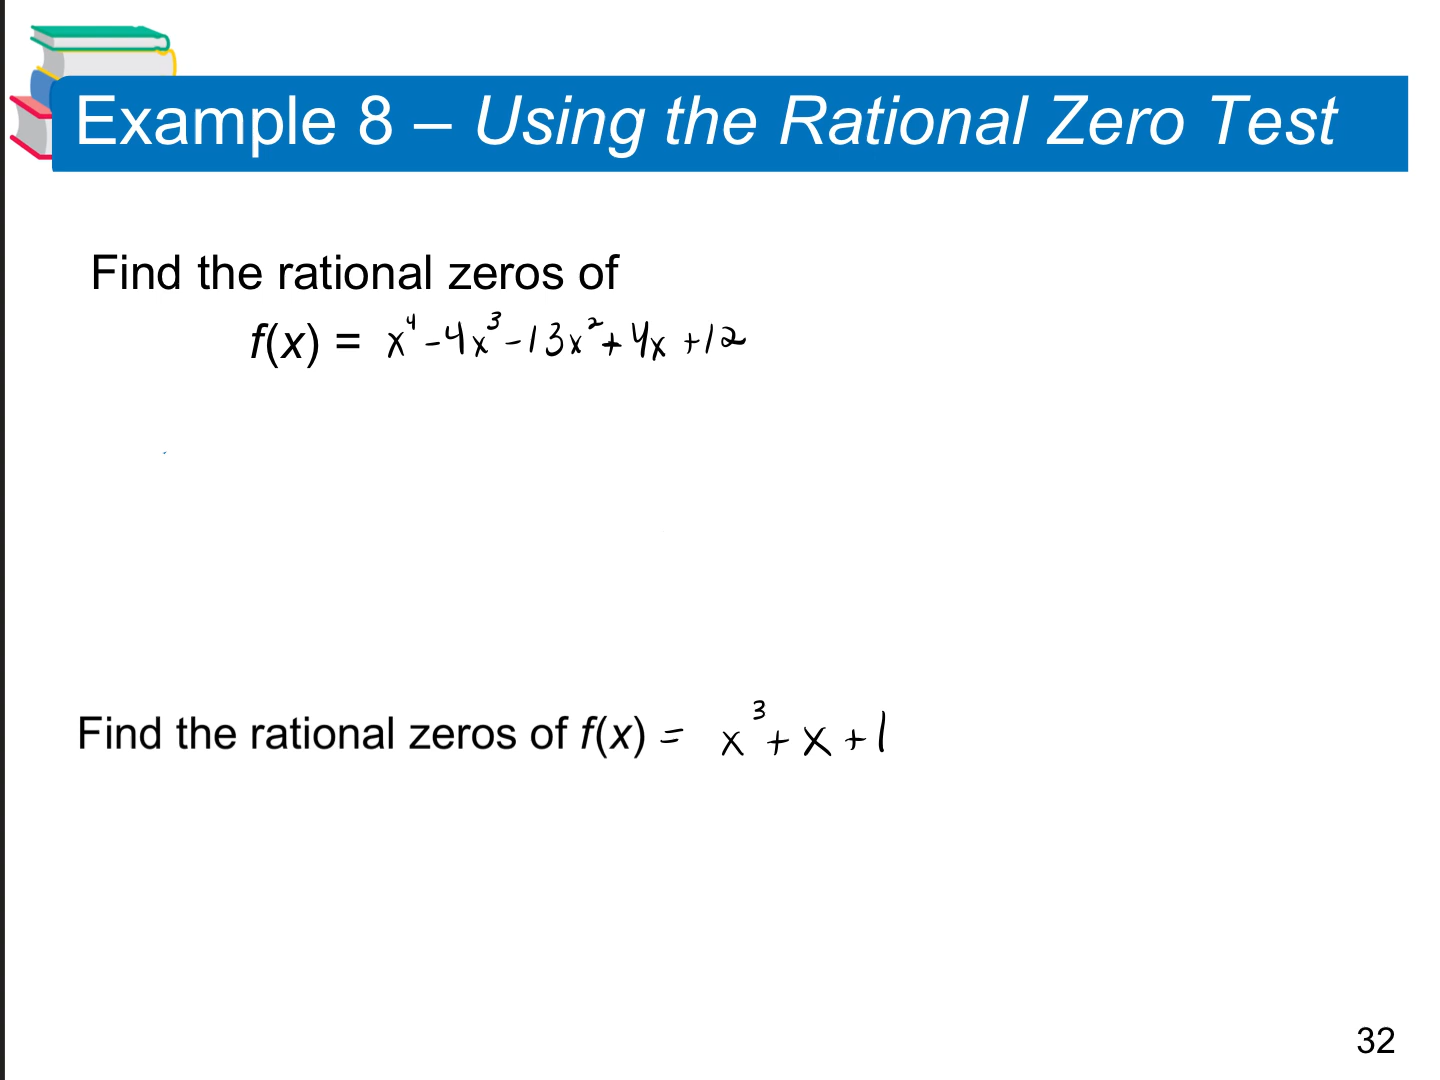 Example 8 – Using the Rational Zero Test
Find the rational zeros of
f(x) = x⁴-4x³-13x²+4x+12
Find the rational zeros of f(x) = x³+x+1
32